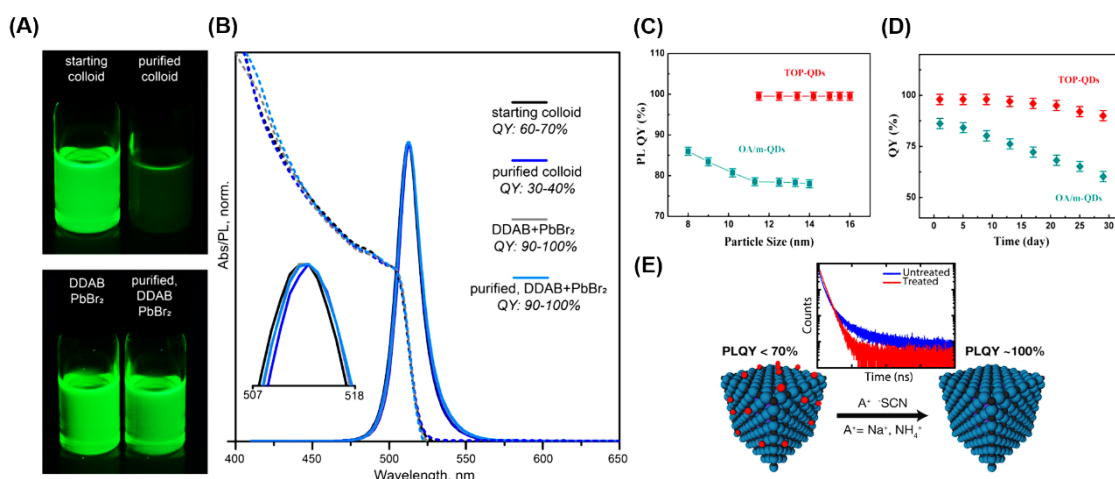 (A)
starting
colloid
purified
colloid
DDAB
PbBr₂
purified,
DDAB
PbBr₂
(B)
Abs/PL, norm.
starting colloid
QY: 60-70%
purified colloid
QY: 30-40%
DDAB+PbBr₂
QY: 90-100%
purified, DDAB+PbBr₂
QY: 90-100%
507
518
400
450
500
550
600
650
Wavelength, nm
(C)
PL QY (%)
110
100
90
80
70
TOP-QDs
OA/m-QDs
8
10
12
14
16
Particle Size (nm)
(D)
QY (%)
100
75
50
TOP-QDs
OA/m-QDs
0
5
10
15
20
25
30
Time (day)
(E)
Counts
Untreated
Treated
Time (ns)
PLQY < 70%
PLQY ~100%
A⁺ ⁻SCN
A⁺= Na⁺, NH₄⁺